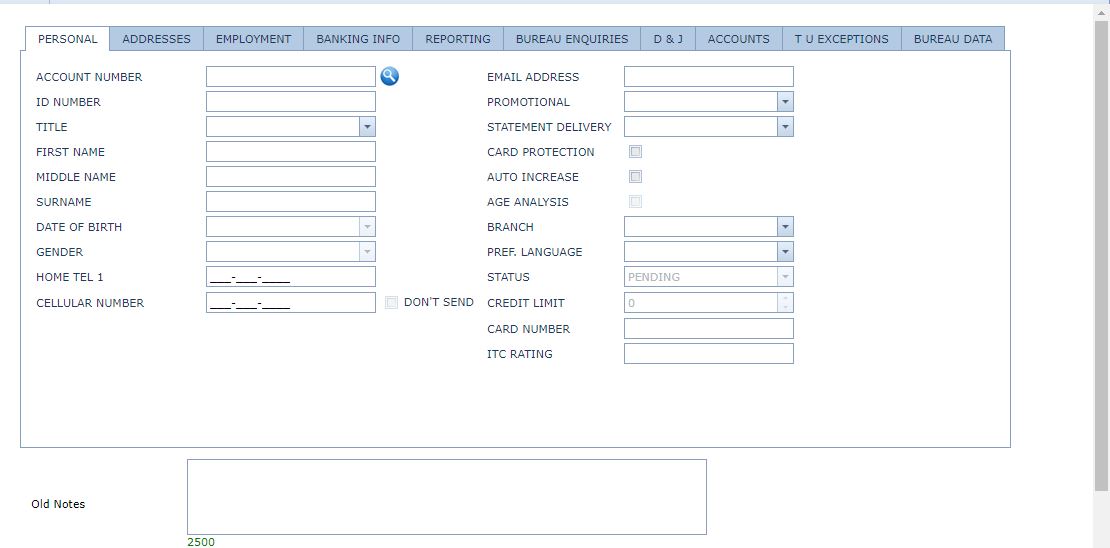 PERSONAL ADDRESSES EMPLOYMENT BANKING INFO REPORTING BUREAU ENQUIRIES D & J ACCOUNTS T U EXCEPTIONS BUREAU DATA
ACCOUNT NUMBER
ID NUMBER
TITLE
FIRST NAME
MIDDLE NAME
SURNAME
DATE OF BIRTH
GENDER
HOME TEL 1 ___-___-____
CELLULAR NUMBER ___-___-____ DON'T SEND
EMAIL ADDRESS
PROMOTIONAL
STATEMENT DELIVERY
CARD PROTECTION
AUTO INCREASE
AGE ANALYSIS
BRANCH
PREF. LANGUAGE
STATUS PENDING
CREDIT LIMIT 0
CARD NUMBER
ITC RATING
Old Notes
2500